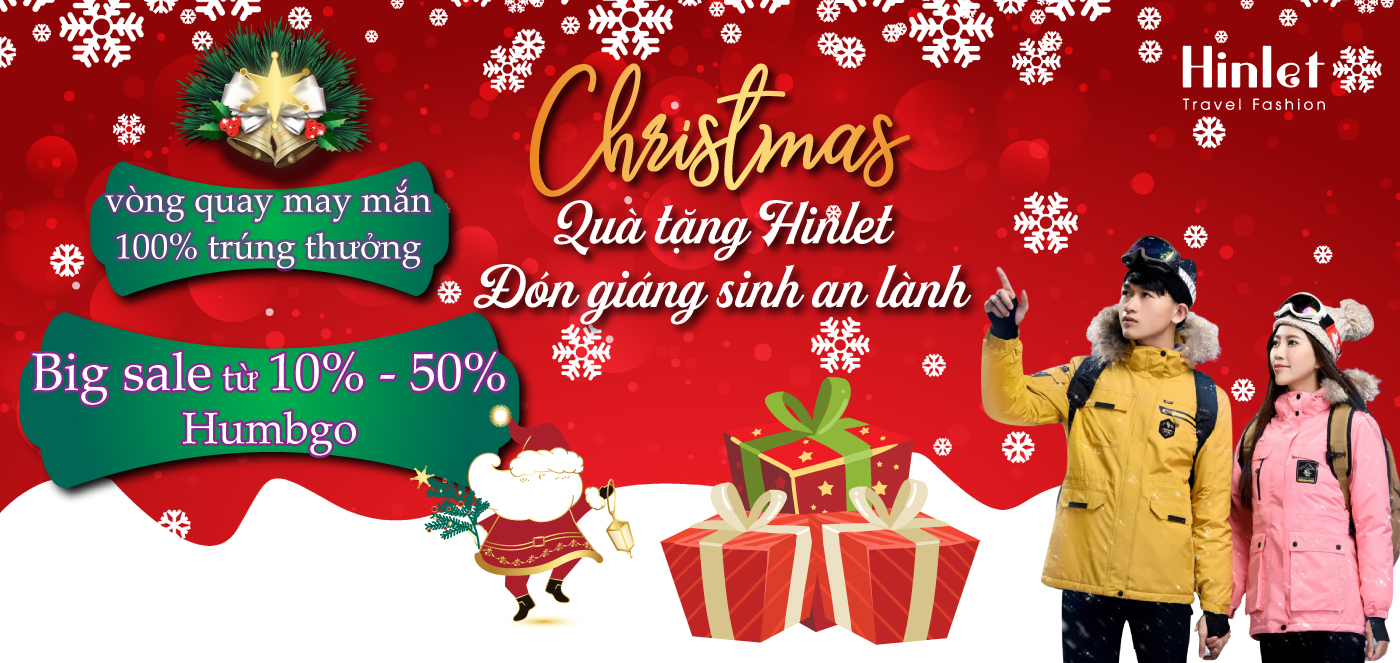 Hinlet
Travel Fashion
Christmas
Quà tặng Hinlet
Đón giáng sinh an lành
vòng quay may mắn
100% trúng thưởng
Big sale từ 10% - 50%
Humbgo